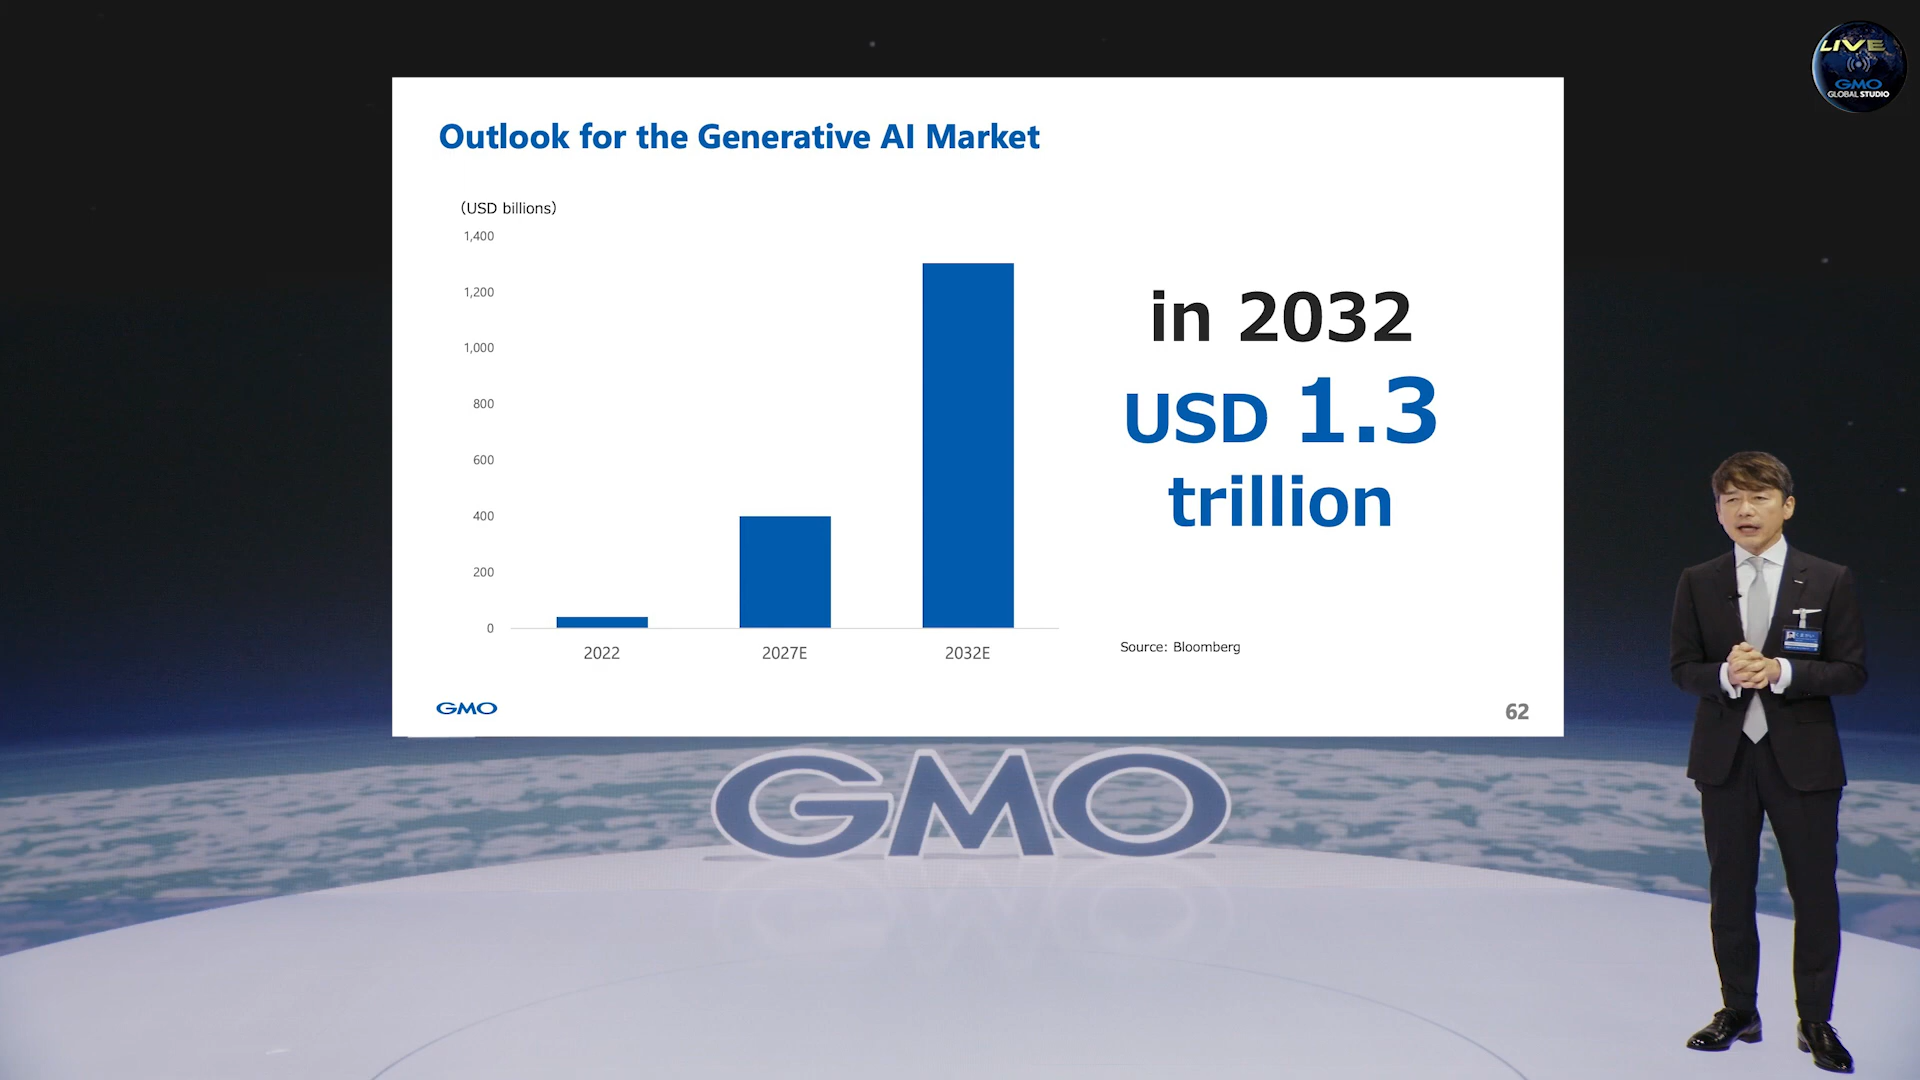 LIVE
GMO
GLOBAL STUDIO
Outlook for the Generative AI Market
(USD billions)
1,400
1,200
1,000
800
600
400
200
0
2022
2027E
2032E
in 2032
USD 1.3
trillion
Source: Bloomberg
GMO
62
GMO